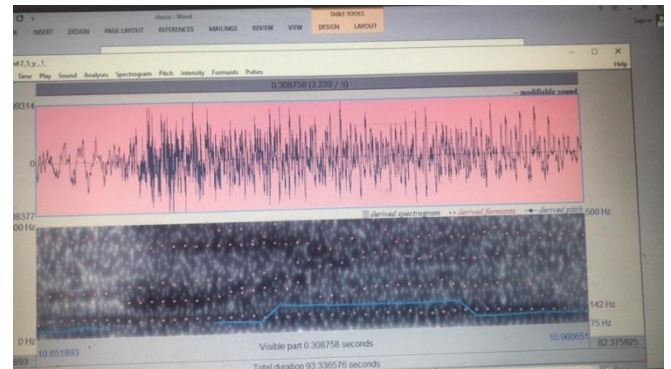 thesis - Word
TABLE TOOLS
Sign in
INSERT DESIGN PAGE LAYOUT REFERENCES MAILINGS REVIEW VIEW DESIGN LAYOUT
Help
Time Play Sound Analyses Spectrogram Pitch Intensity Formants Pulses
0.308758 (3.239 / s)
modifiable sound
0
derived spectrogram derived formants derived pitch
500 Hz
142 Hz
75 Hz
0 Hz
10.651893 Visible part 0.308758 seconds 10.960651 82.375925
Total duration 93.336576 seconds